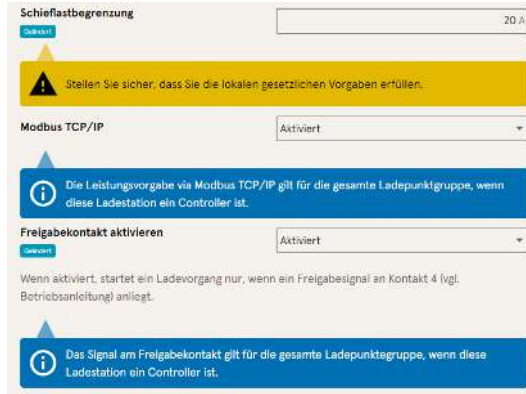 Schieflastbegrenzung
20 A
Geändert
Stellen Sie sicher, dass Sie die lokalen gesetzlichen Vorgaben erfüllen.
Modbus TCP/IP
Aktiviert
Die Leistungsvorgabe via Modbus TCP/IP gilt für die gesamte Ladepunktgruppe, wenn
diese Ladestation ein Controller ist.
Freigabekontakt aktivieren
Aktiviert
Geändert
Wenn aktiviert, startet ein Ladevorgang nur, wenn ein Freigabesignal an Kontakt 4 (vgl.
Betriebsanleitung) anliegt.
Das Signal am Freigabekontakt gilt für die gesamte Ladepunktegruppe, wenn diese
Ladestation ein Controller ist.